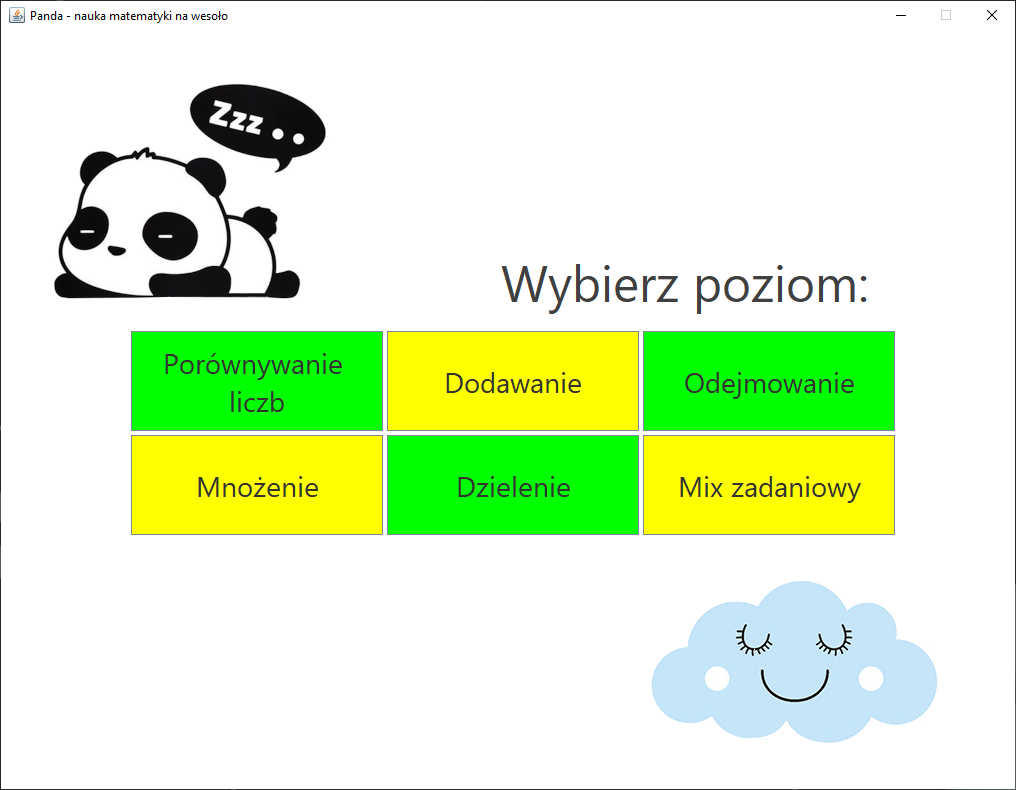 Panda - nauka matematyki na wesoło
Zzz . .
Wybierz poziom:
Porównywanie
liczb
Dodawanie
Odejmowanie
Mnożenie
Dzielenie
Mix zadaniowy